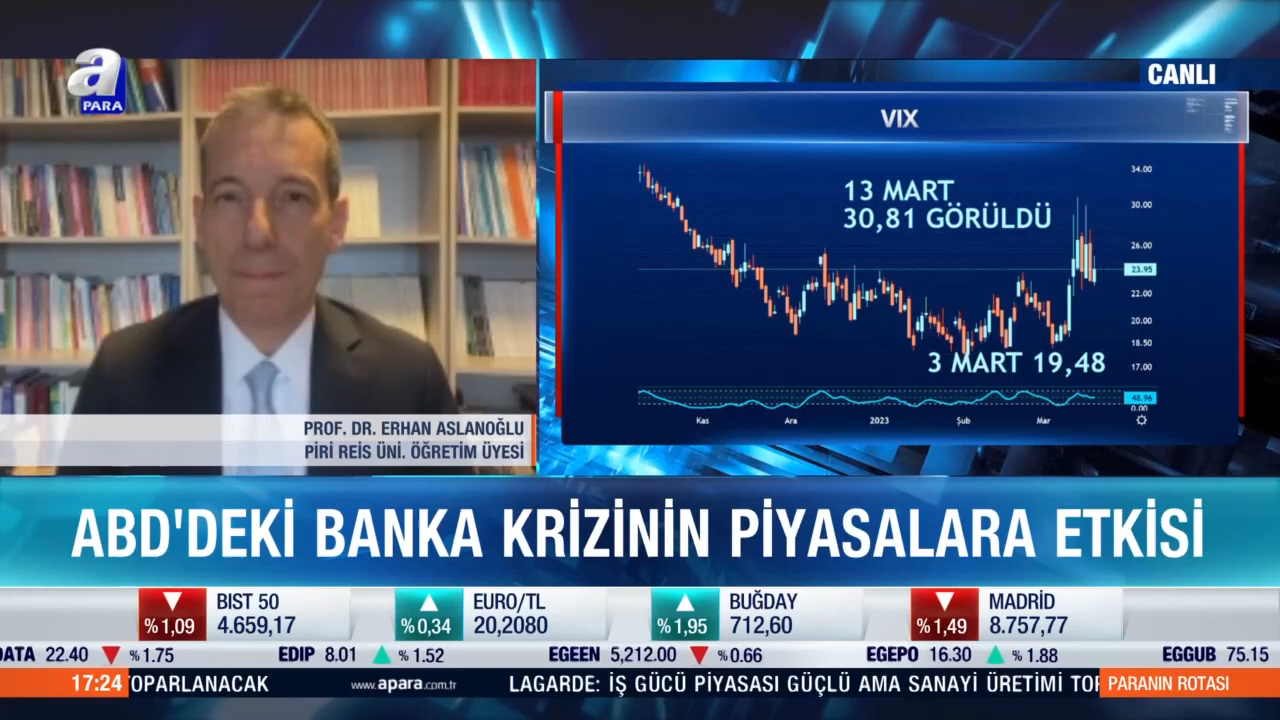 a
PARA
CANLI
VIX
13 MART
30,81 GÖRÜLDÜ
3 MART 19,48
34.00
30.00
26.00
23.95
22.00
20.00
18.50
17.00
48.96
0.00
Kas Ara 2023 Şub Mar
PROF. DR. ERHAN ASLANOĞLU
PİRİ REİS ÜNİ. ÖĞRETİM ÜYESİ
ABD'DEKİ BANKA KRİZİNİN PİYASALARA ETKİSİ
% 1,09 BIST 50 4.659,17
% 0,34 EURO/TL 20,2080
% 1,95 BUĞDAY 712,60
% 1,49 MADRİD 8.757,77
DATA 22.40 % 1.75 EDIP 8.01 % 1.52 EGEEN 5,212.00 % 0.66 EGEPO 16.30 % 1.88 EGGUB 75.15
17:24 TOPARLANACAK www.apara.com.tr LAGARDE: İŞ GÜCÜ PİYASASI GÜÇLÜ AMA SANAYİ ÜRETİMİ TOP PARANIN ROTASI